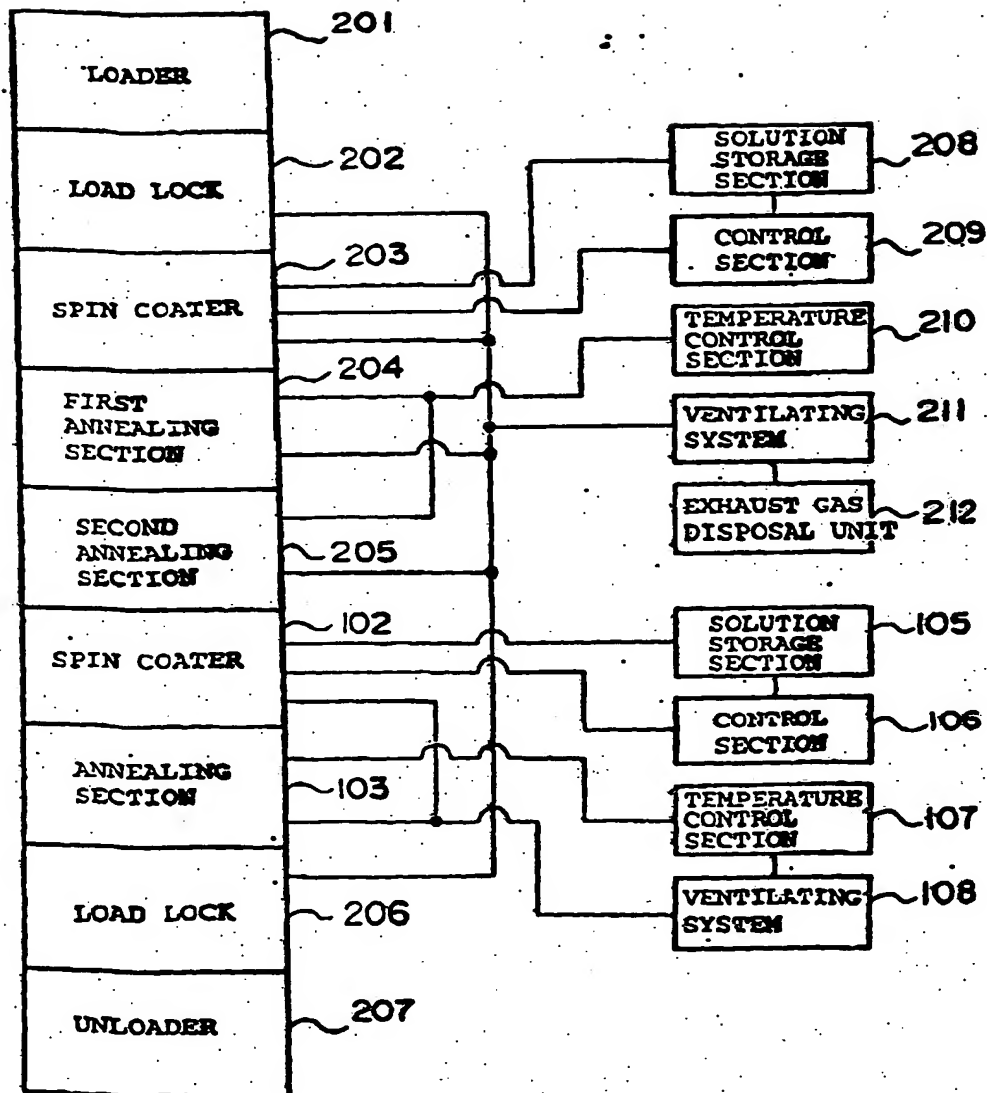 201
LOADER
202
LOAD LOCK
203
SPIN COATER
204
FIRST
ANNEALING
SECTION
SECOND
ANNEALING
SECTION
205
102
SPIN COATER
ANNEALING
SECTION
103
LOAD LOCK
206
UNLOADER
207
SOLUTION
STORAGE
SECTION
208
CONTROL
SECTION
209
TEMPERATURE
CONTROL
SECTION
210
VENTILATING
SYSTEM
211
EXHAUST GAS
DISPOSAL UNIT
212
SOLUTION
STORAGE
SECTION
105
CONTROL
SECTION
106
TEMPERATURE
CONTROL
SECTION
107
VENTILATING
SYSTEM
108